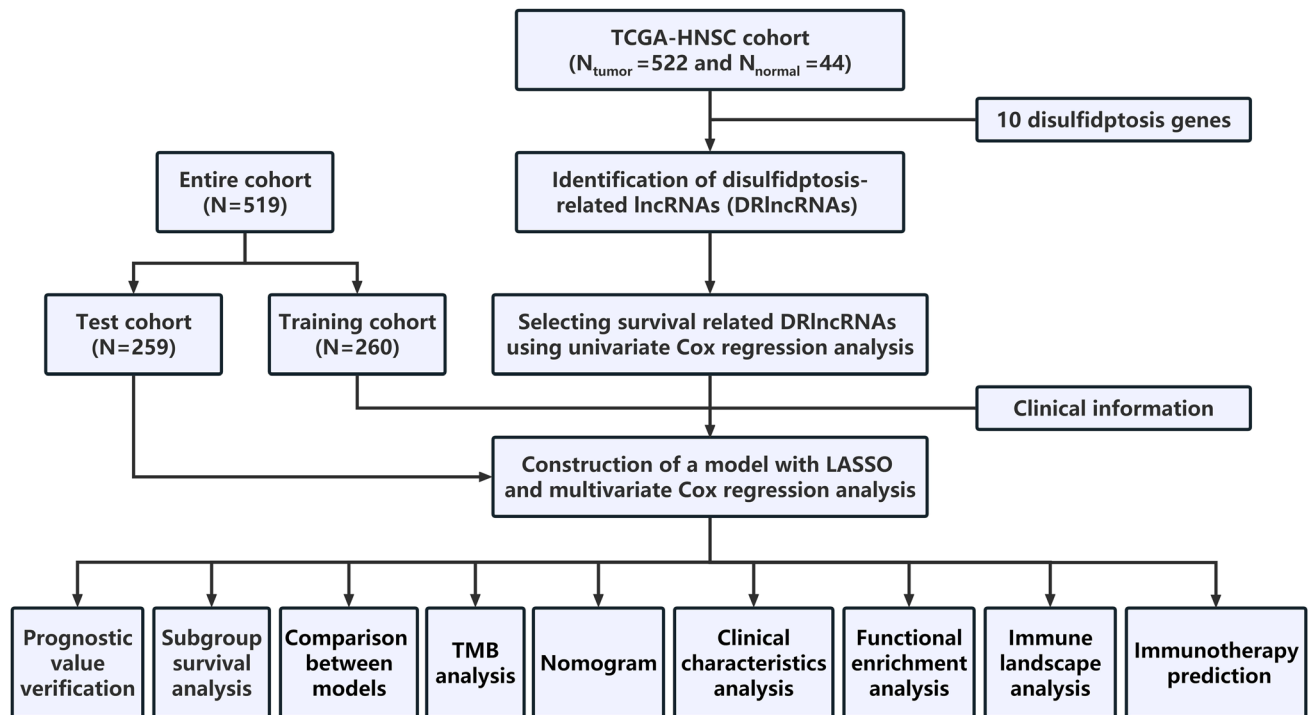 TCGA-HNSC cohort
(Ntumor =522 and Nnormal =44)
10 disulfidptosis genes
Entire cohort
(N=519)
Identification of disulfidptosis-
related lncRNAs (DRlncRNAs)
Test cohort
(N=259)
Training cohort
(N=260)
Selecting survival related DRlncRNAs
using univariate Cox regression analysis
Clinical information
Construction of a model with LASSO
and multivariate Cox regression analysis
Prognostic
value
verification
Subgroup
survival
analysis
Comparison
between
models
TMB
analysis
Nomogram
Clinical
characteristics
analysis
Functional
enrichment
analysis
Immune
landscape
analysis
Immunotherapy
prediction